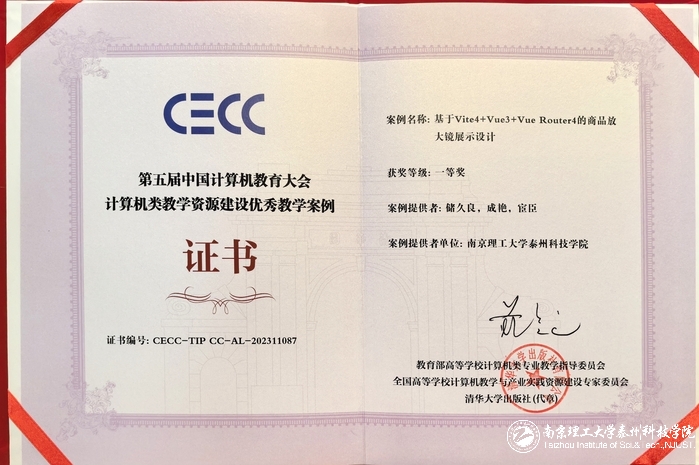 CECC
第五届中国计算机教育大会
计算机类教学资源建设优秀教学案例
证书
证书编号: CECC-TIP CC-AL-202311087
案例名称: 基于Vite4+Vue3+Vue Router4的商品放
大镜展示设计
获奖等级: 一等奖
案例提供者: 储久良, 成艳, 宦臣
案例提供者单位: 南京理工大学泰州科技学院
教育部高等学校计算机类专业教学指导委员会
全国高等学校计算机教学与产业实践资源建设专家委员会
清华大学出版社(代章)
南京理工大学泰州科技学院
Taizhou Institute of Sci.&Tech.,NJUST.